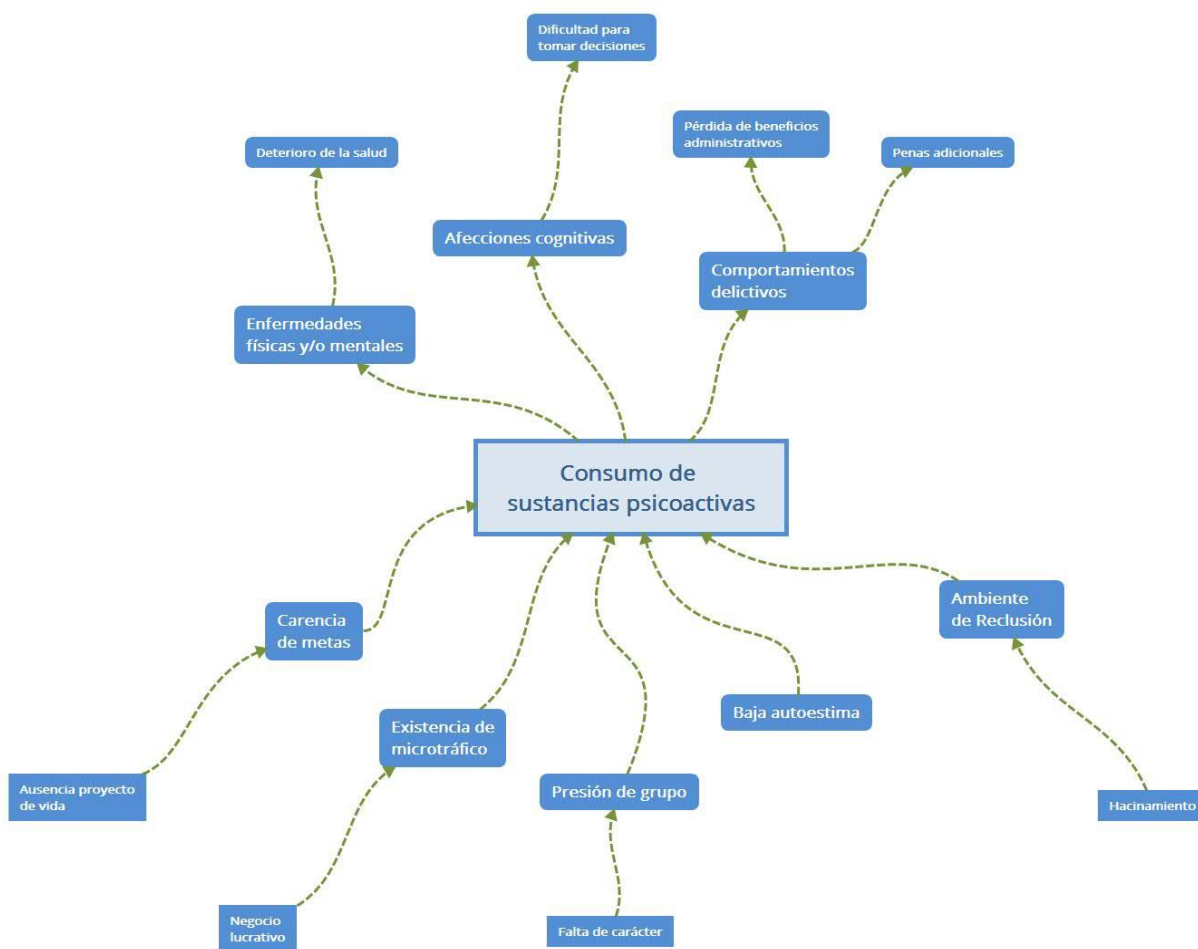 Dificultad para
tomar decisiones
Pérdida de beneficios
administrativos
Penas adicionales
Deterioro de la salud
Afecciones cognitivas
Comportamientos
delictivos
Enfermedades
físicas y/o mentales
Consumo de
sustancias psicoactivas
Carencia
de metas
Ambiente
de Reclusión
Existencia de
microtráfico
Baja autoestima
Ausencia proyecto
de vida
Presión de grupo
Hacinamiento
Negocio
lucrativo
Falta de carácter